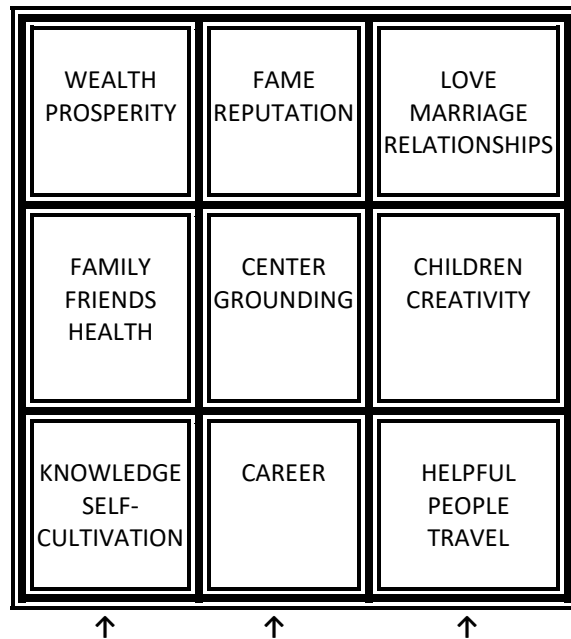 WEALTH
PROSPERITY
FAME
REPUTATION
LOVE
MARRIAGE
RELATIONSHIPS
FAMILY
FRIENDS
HEALTH
CENTER
GROUNDING
CHILDREN
CREATIVITY
KNOWLEDGE
SELF-
CULTIVATION
CAREER
HELPFUL
PEOPLE
TRAVEL